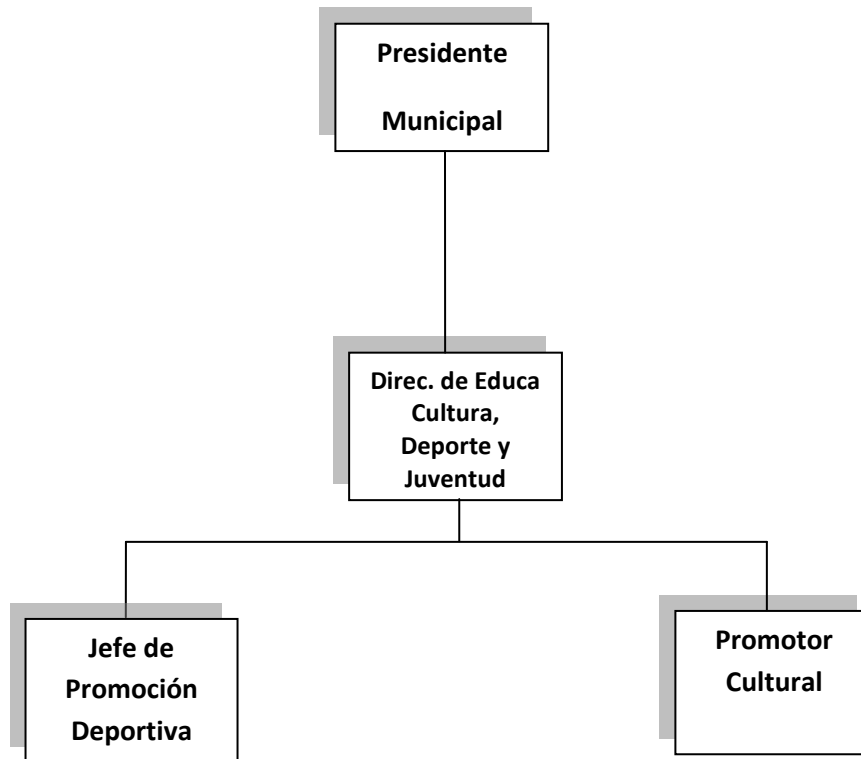 Presidente
Municipal
Direc. de Educa
Cultura,
Deporte y
Juventud
Jefe de
Promoción
Deportiva
Promotor
Cultural